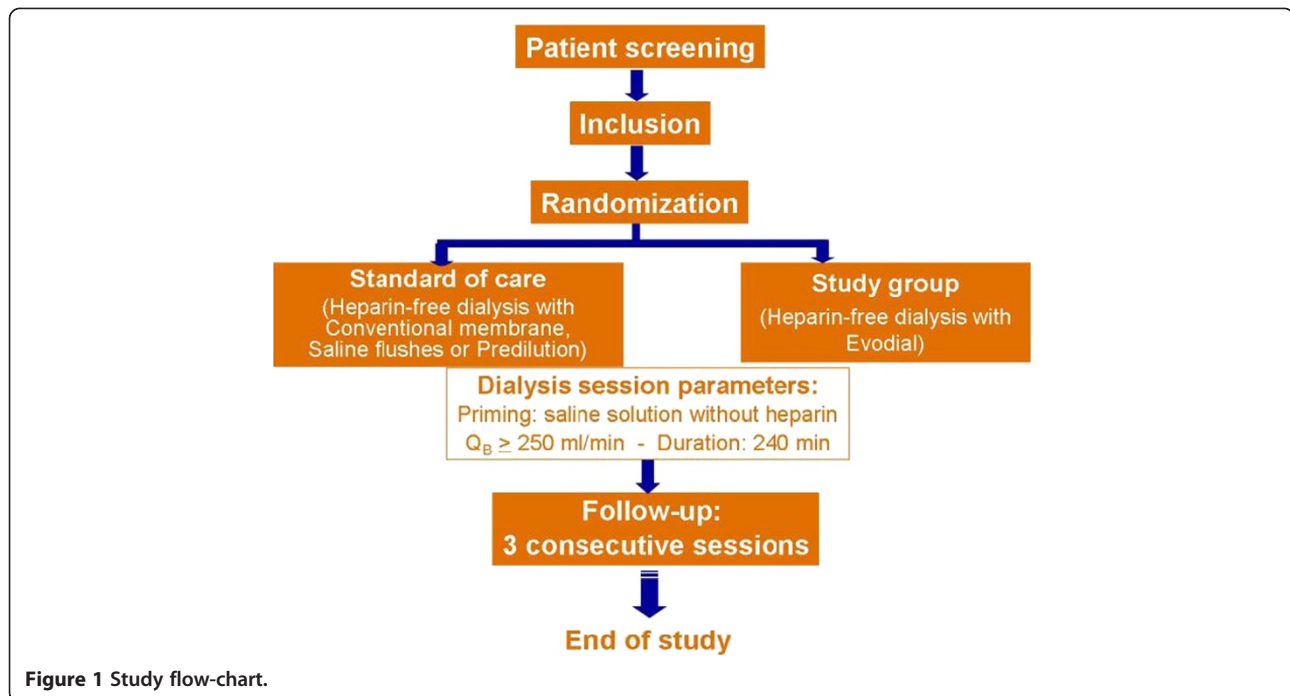 Patient screening
Inclusion
Randomization
Standard of care
(Heparin-free dialysis with
Conventional membrane,
Saline flushes or Predilution)
Study group
(Heparin-free dialysis with
Evodial)
Dialysis session parameters:
Priming: saline solution without heparin
QB ≥ 250 ml/min - Duration: 240 min
Follow-up:
3 consecutive sessions
End of study
Figure 1 Study flow-chart.